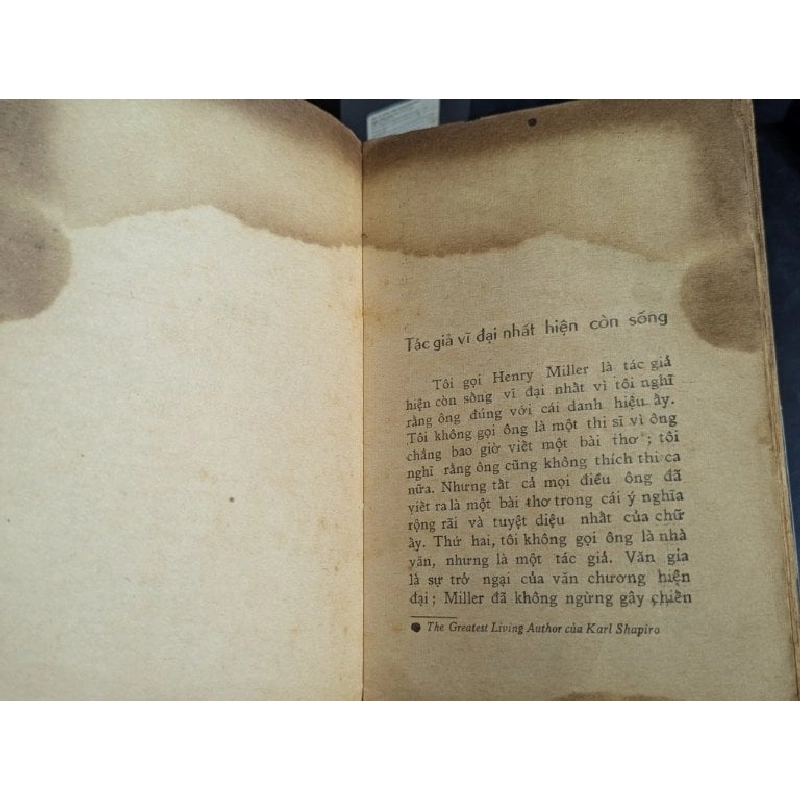 Tác giả vĩ đại nhất hiện còn sống
Tôi gọi Henry Miller là tác giả
hiện còn sống vĩ đại nhất vì tôi nghĩ
rằng ông đúng với cái danh hiệu ấy.
Tôi không gọi ông là một thi sĩ vì ông
chẳng bao giờ viết một bài thơ ; tôi
nghĩ rằng ông cũng không thích thi ca
nữa. Nhưng tất cả mọi điều ông đã
viết ra là một bài thơ trong cái ý nghĩa
rộng rãi và tuyệt diệu nhất của chữ
ấy. Thứ hai, tôi không gọi ông là nhà
văn, nhưng là một tác giả. Văn gia
là sự trở ngại của văn chương hiện
đại ; Miller đã không ngừng gây chiến
● The Greatest Living Author của Karl Shapiro